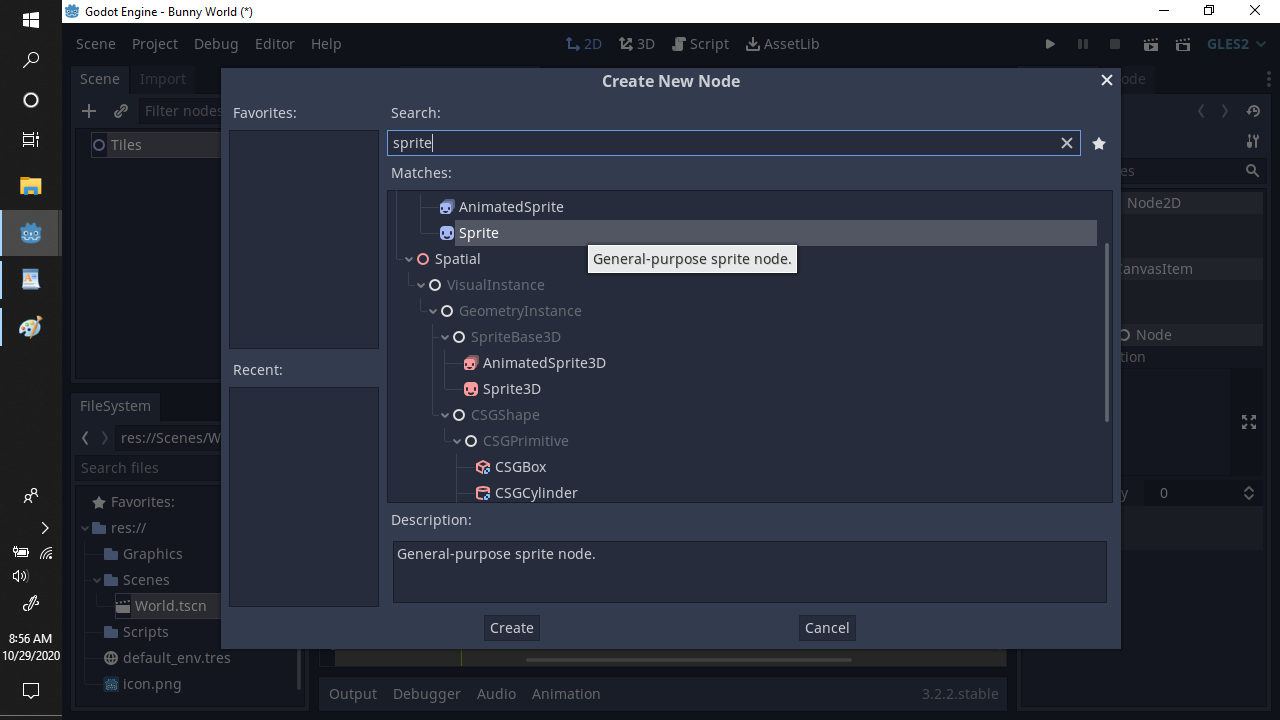 Godot Engine - Bunny World (*)
Scene Project Debug Editor Help
2D 3D Script AssetLib
GLES2
Scene Import
Filter nodes
Tiles
FileSystem
res://Scenes/W
Search files
Favorites:
res://
Graphics
Scenes
World.tscn
Scripts
default_env.tres
icon.png
Create New Node
Favorites:
Recent:
Search:
sprite
Matches:
AnimatedSprite
Sprite
General-purpose sprite node.
Spatial
VisualInstance
GeometryInstance
SpriteBase3D
AnimatedSprite3D
Sprite3D
CSGShape
CSGPrimitive
CSGBox
CSGCylinder
Description:
General-purpose sprite node.
Create Cancel
Node2D
CanvasItem
Node
0
Output Debugger Audio Animation 3.2.2.stable
8:56 AM
10/29/2020